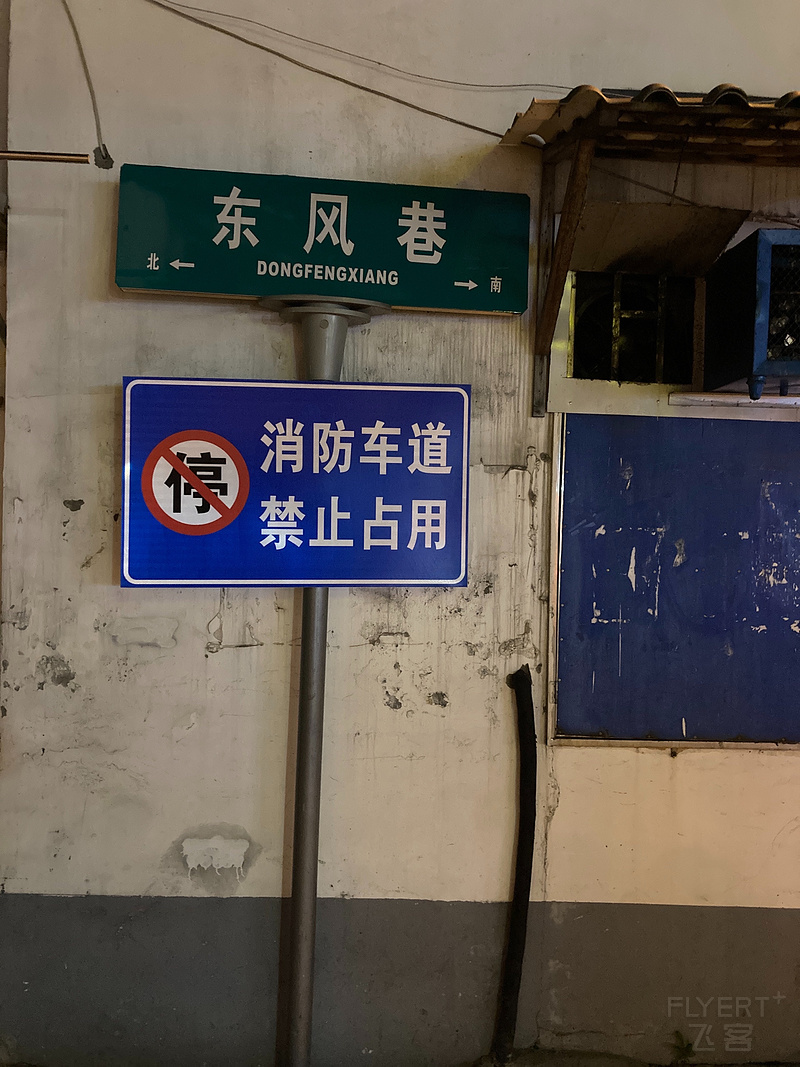 东风巷
北 ← DONGFENGXIANG → 南
停
消防车道
禁止占用
FLYERT+
飞客